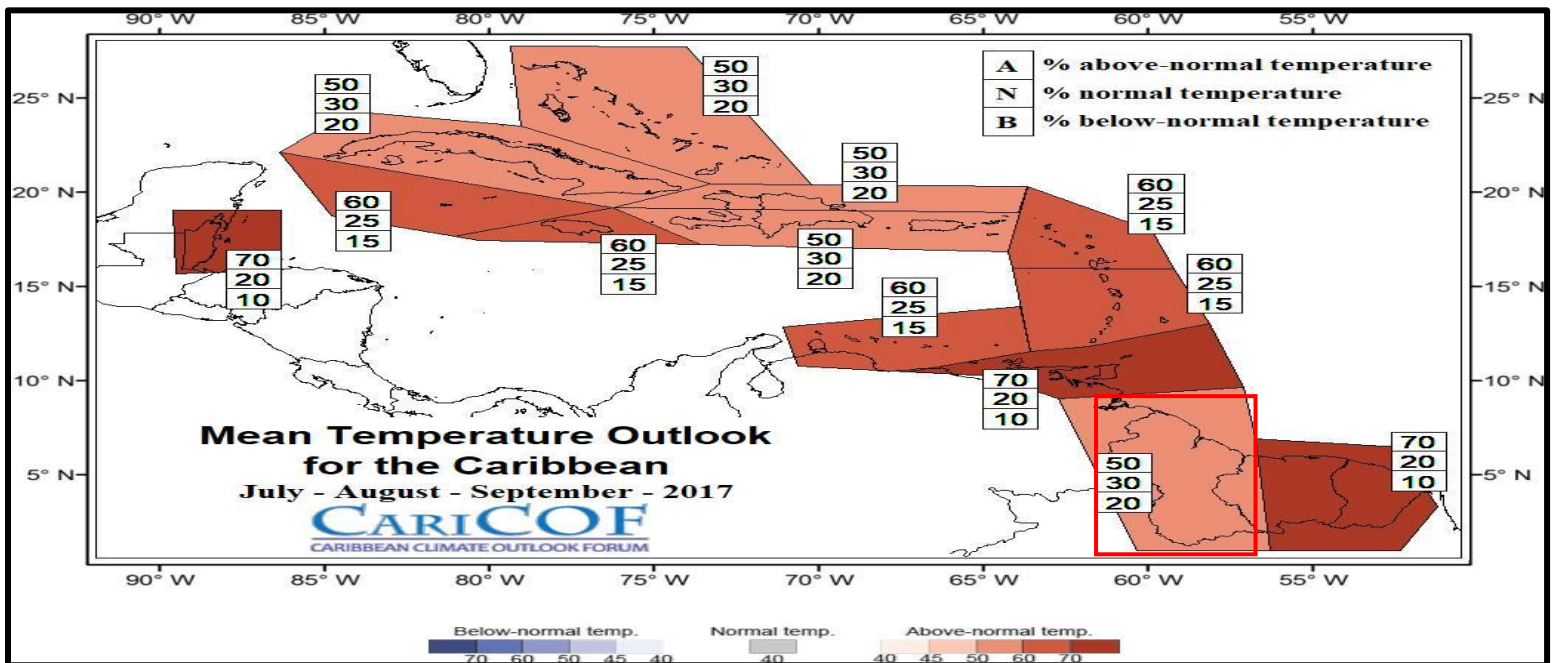 90° W 85° W 80° W 75° W 70° W 65° W 60° W 55° W
A % above-normal temperature
N % normal temperature
B % below-normal temperature
25° N 25° N
50
30
20
50
30
20
50
30
20
20° N 20° N
60
25
15
60
25
15
60
25
15
50
30
20
60
25
15
70
20
10
15° N 15° N
60
25
15
10° N 10° N
70
20
10
Mean Temperature Outlook
for the Caribbean
July - August - September - 2017
CARICOF
CARIBBEAN CLIMATE OUTLOOK FORUM
5° N 5° N
50
30
20
70
20
10
90° W 85° W 80° W 75° W 70° W 65° W 60° W 55° W
Below-normal temp. Normal temp. Above-normal temp.
70 60 50 45 40 40 40 45 50 60 70